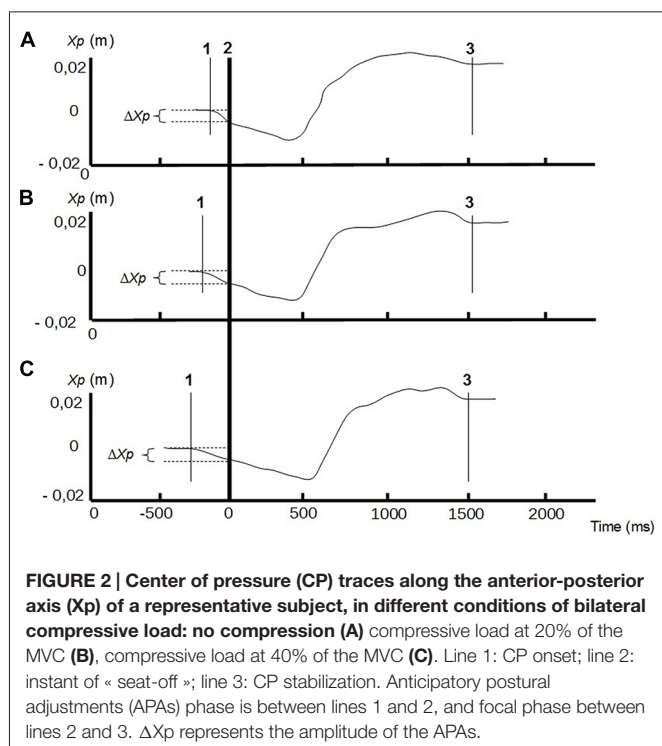 A
Xp (m)
1 2 3
0,02
0
ΔXp
- 0,02
0
B
Xp (m)
1 3
0,02
0
ΔXp
- 0,02
0
C
Xp (m)
1 3
0,02
0
ΔXp
- 0,02
0 -500 0 500 1000 1500 2000
Time (ms)
FIGURE 2 | Center of pressure (CP) traces along the anterior-posterior
axis (Xp) of a representative subject, in different conditions of bilateral
compressive load: no compression (A) compressive load at 20% of the
MVC (B), compressive load at 40% of the MVC (C). Line 1: CP onset; line 2:
instant of « seat-off »; line 3: CP stabilization. Anticipatory postural
adjustments (APAs) phase is between lines 1 and 2, and focal phase between
lines 2 and 3. ΔXp represents the amplitude of the APAs.